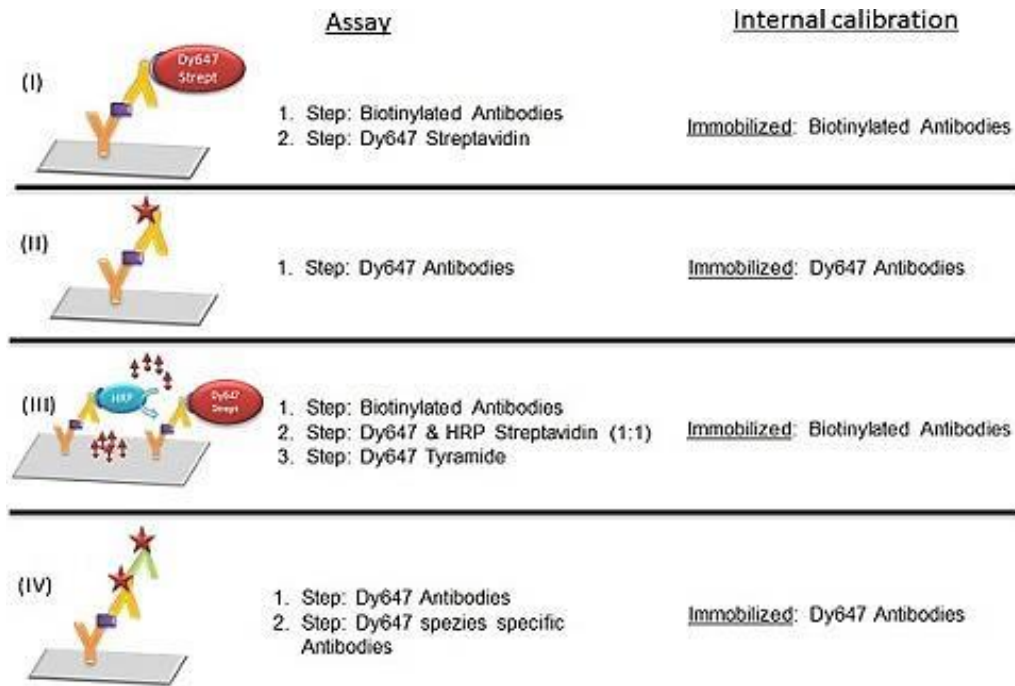 Assay
Internal calibration
(I)
Dy647
Strept
1. Step: Biotinylated Antibodies
2. Step: Dy647 Streptavidin
Immobilized: Biotinylated Antibodies
(II)
1. Step: Dy647 Antibodies
Immobilized: Dy647 Antibodies
(III)
HRP
Dy647
Strept
1. Step: Biotinylated Antibodies
2. Step: Dy647 & HRP Streptavidin (1:1)
3. Step: Dy647 Tyramide
Immobilized: Biotinylated Antibodies
(IV)
1. Step: Dy647 Antibodies
2. Step: Dy647 spezies specific
Antibodies
Immobilized: Dy647 Antibodies